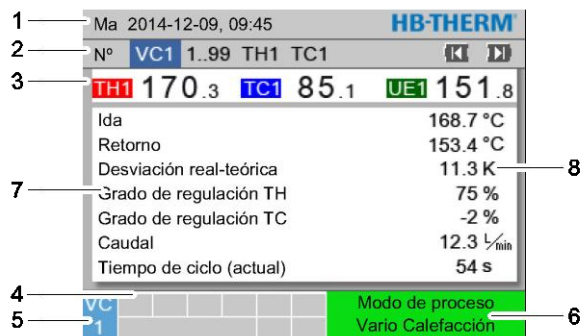 1 Ma 2014-12-09, 09:45 HB-THERM®
2 Nº VC1 1..99 TH1 TC1
3 TH1 170.3 TC1 85.1 UE1 151.8
Ida 168.7 °C
Retorno 153.4 °C
Desviación real-teórica 11.3 K 8
7 Grado de regulación TH 75 %
Grado de regulación TC -2 %
Caudal 12.3 L/min
Tiempo de ciclo (actual) 54 s
4
VC Modo de proceso
5 1 Vario Calefacción 6